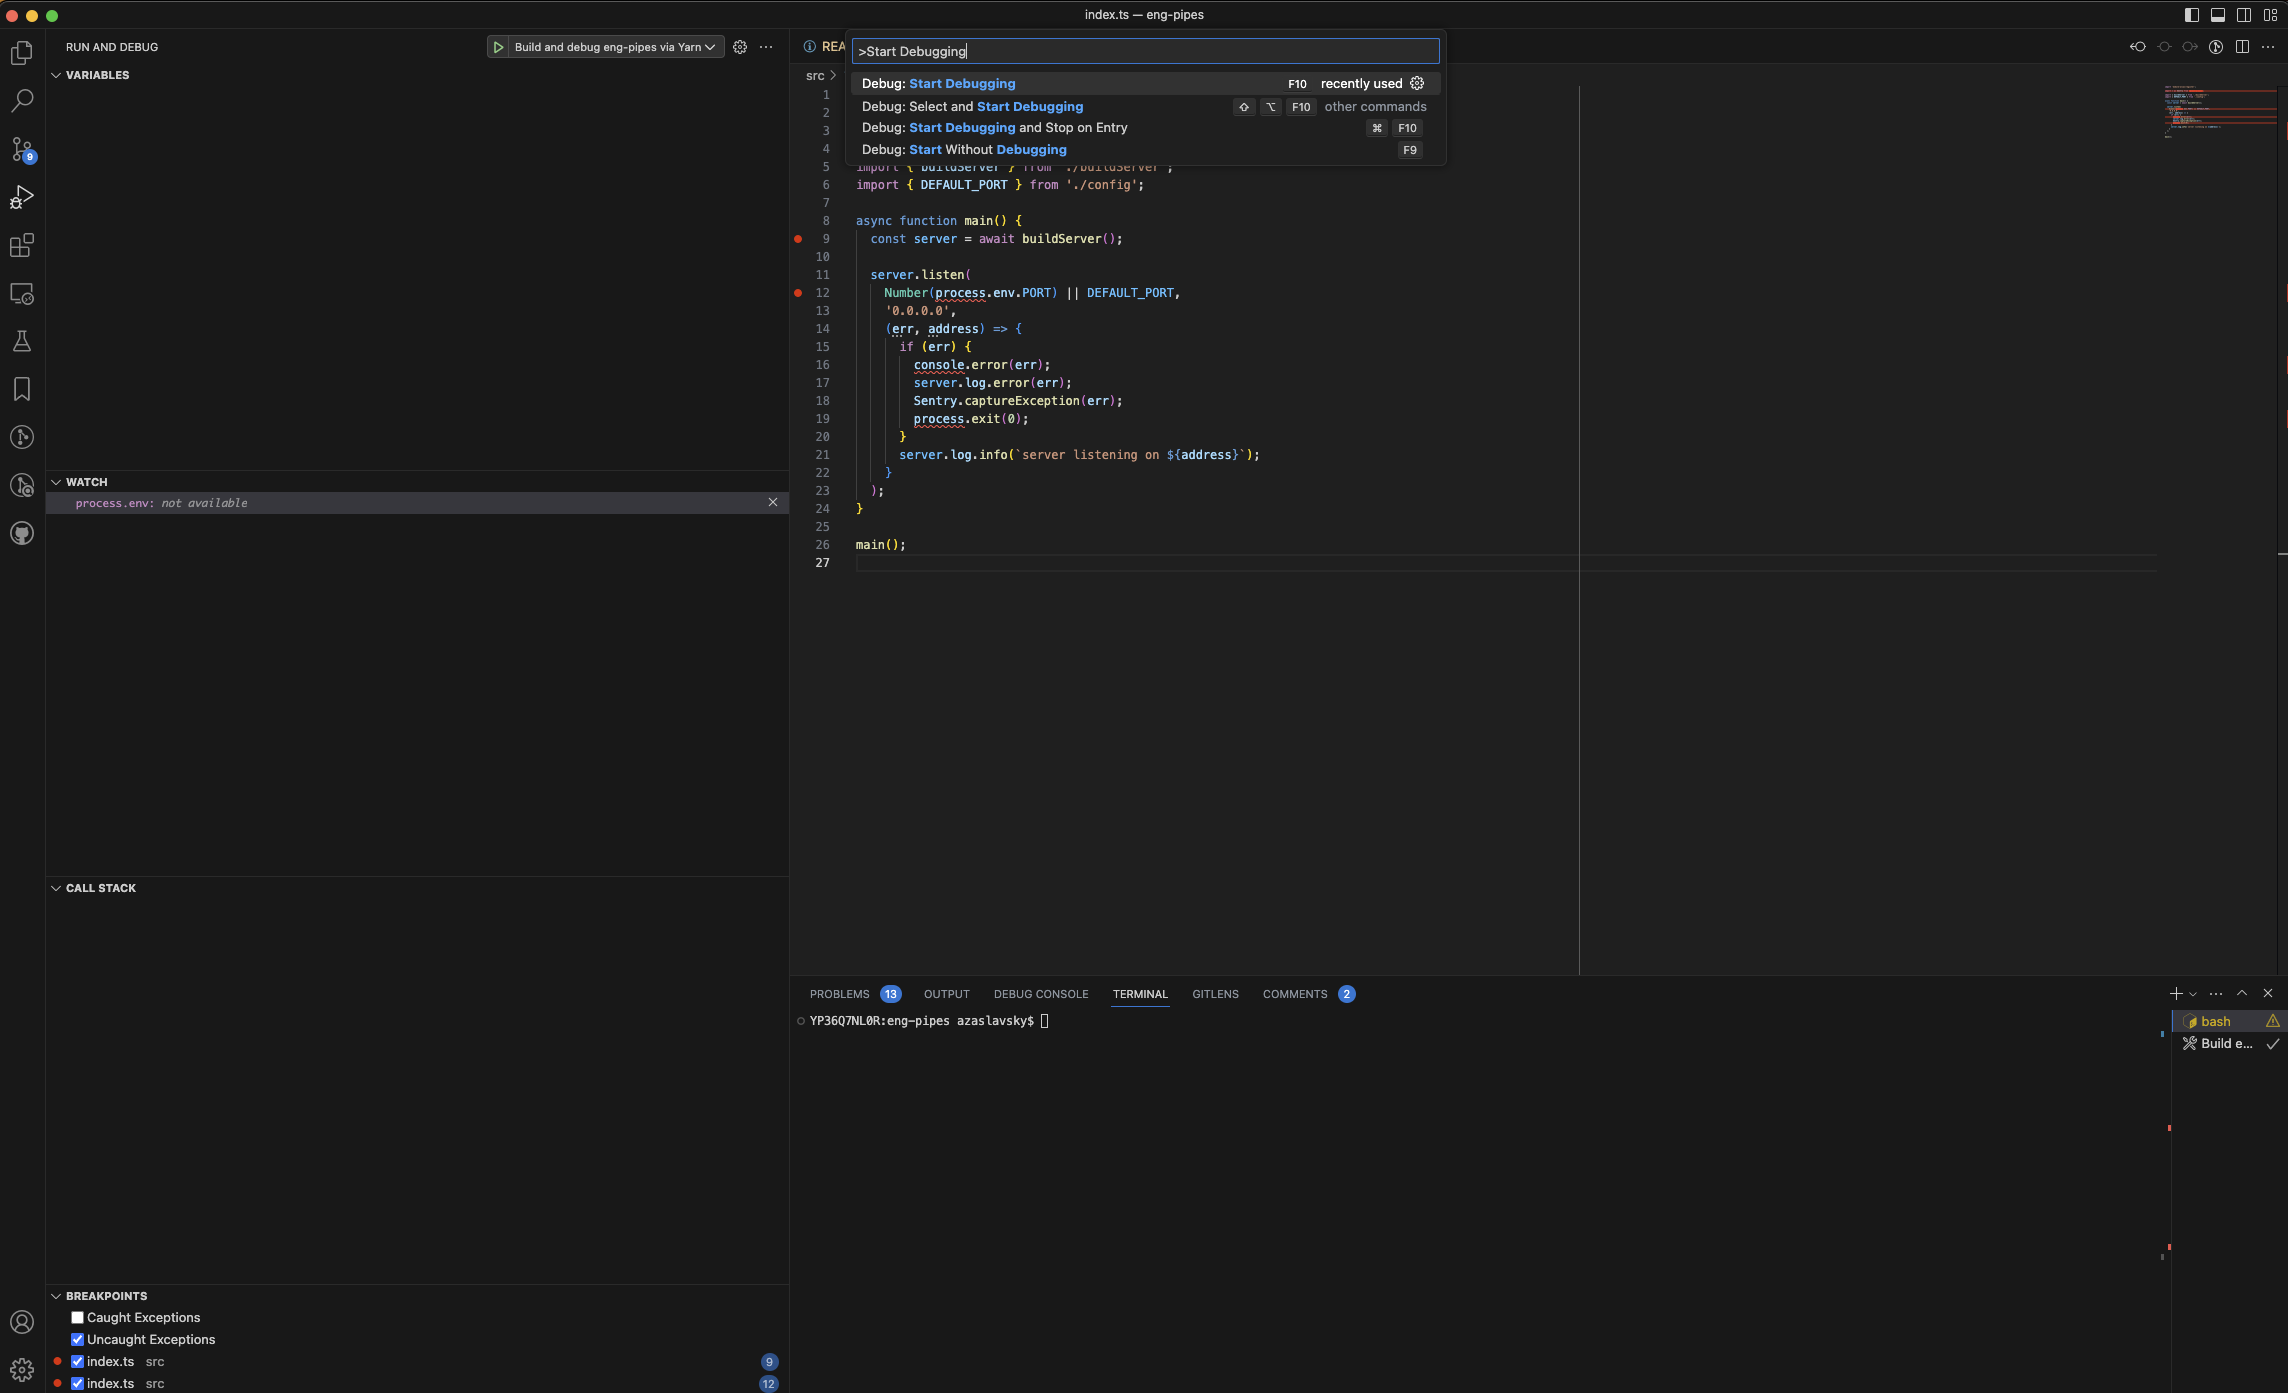 index.ts — eng-pipes
RUN AND DEBUG
Build and debug eng-pipes via Yarn
VARIABLES
WATCH
process.env: not available
CALL STACK
BREAKPOINTS
Caught Exceptions
Uncaught Exceptions
index.ts src 9
index.ts src 12
9
REA
>Start Debugging
Debug: Start Debugging F10 recently used
Debug: Select and Start Debugging ⇧ ⌥ F10 other commands
Debug: Start Debugging and Stop on Entry ⌘ F10
Debug: Start Without Debugging F9
src >
1
2
3
4
5 import { buildServer } from './buildServer';
6 import { DEFAULT_PORT } from './config';
7
8 async function main() {
9 const server = await buildServer();
10
11 server.listen(
12 Number(process.env.PORT) || DEFAULT_PORT,
13 '0.0.0.0',
14 (err, address) => {
15 if (err) {
16 console.error(err);
17 server.log.error(err);
18 Sentry.captureException(err);
19 process.exit(0);
20 }
21 server.log.info(`server listening on ${address}`);
22 }
23 );
24 }
25
26 main();
27
PROBLEMS 13 OUTPUT DEBUG CONSOLE TERMINAL GITLENS COMMENTS 2
YP36Q7NL0R:eng-pipes azaslavsky$
bash
Build e...